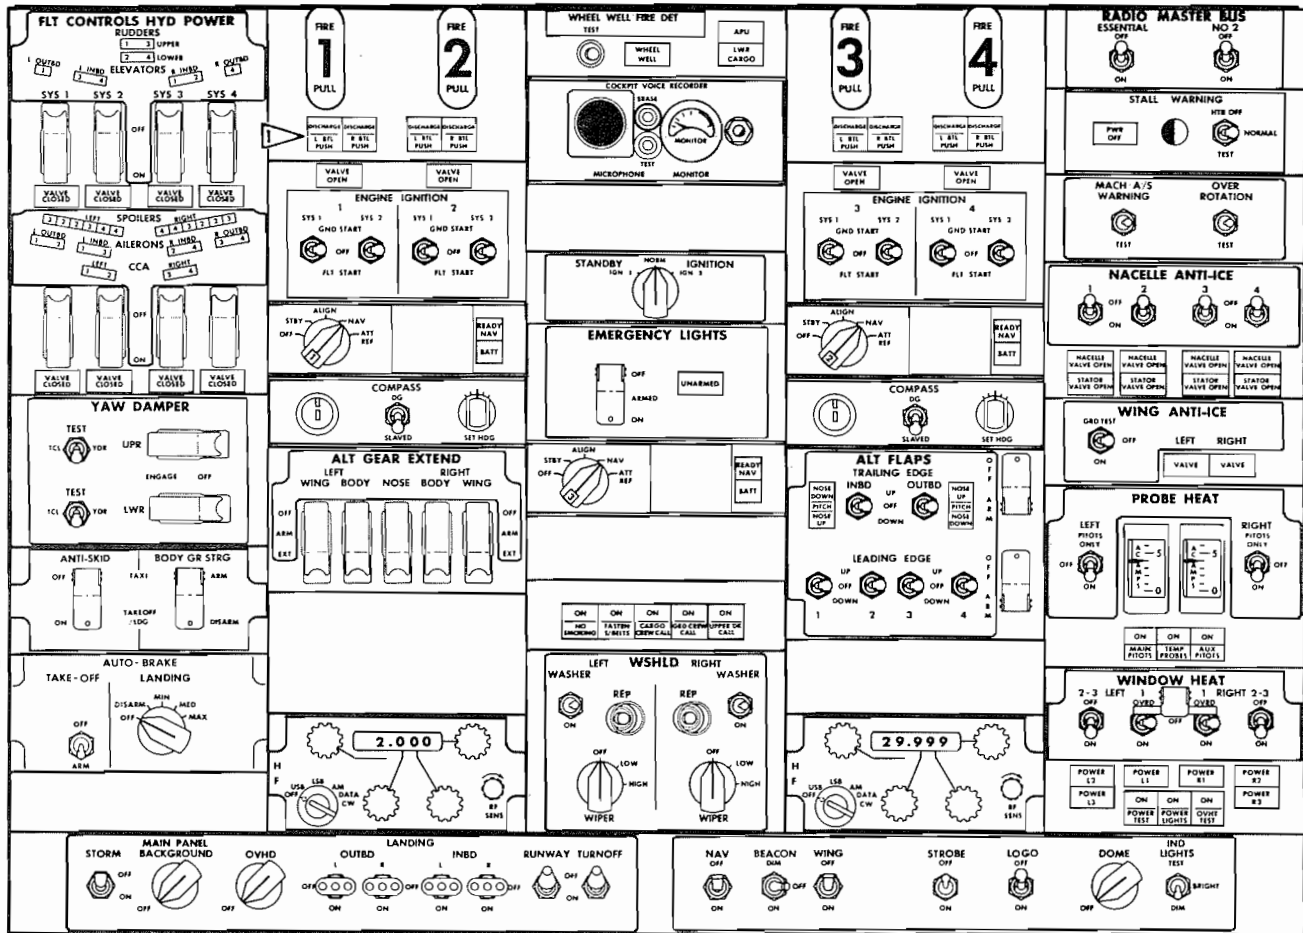 FLT CONTROLS HYD POWER
RUDDERS
1 3 UPPER
2 4 LOWER
L OUTBD 1
L INBD
ELEVATORS
R INBD
R OUTBD 4
SYS 1 SYS 2 SYS 3 SYS 4
OFF
ON
VALVE CLOSED
VALVE CLOSED
VALVE CLOSED
VALVE CLOSED
SPOILERS
LEFT RIGHT
L OUTBD
L INBD
AILERONS
R INBD
R OUTBD
CCA
LEFT
RIGHT
OFF
ON
VALVE CLOSED
VALVE CLOSED
VALVE CLOSED
VALVE CLOSED
YAW DAMPER
TEST
TCL YDR
UPR
ENGAGE OFF
TEST
TCL YDR
LWR
ANTI-SKID
BODY GR STRG
OFF
TAXI
ARM
ON
TAKEOFF /LDG
DISARM
AUTO-BRAKE
TAKE-OFF
LANDING
OFF
ARM
OFF DISARM MIN MED MAX
FIRE 1 PULL
FIRE 2 PULL
1
DISCHARGE L BTL PUSH
DISCHARGE R BTL PUSH
DISCHARGE L BTL PUSH
DISCHARGE R BTL PUSH
VALVE OPEN
VALVE OPEN
ENGINE IGNITION
1 2
SYS 1 SYS 2 SYS 1 SYS 2
GND START GND START
OFF OFF
FLT START FLT START
OFF STBY ALIGN NAV ATT REF
1
READY NAV
BATT
COMPASS
DG
SLAVED
SET HDG
ALT GEAR EXTEND
LEFT RIGHT
WING BODY NOSE BODY WING
OFF OFF
ARM ARM
EXT EXT
2.000
H F
OFF USB LSB AM DATA CW
RF SENS
WHEEL WELL FIRE DET
TEST
WHEEL WELL
APU
LWR CARGO
COCKPIT VOICE RECORDER
ERASE
TEST
MONITOR
MICROPHONE MONITOR
STANDBY IGNITION
NORM
EMERGENCY LIGHTS
OFF
ARMED
ON
UNARMED
OFF STBY ALIGN NAV ATT REF
3
READY NAV
BATT
ON NO SMOKING
ON FASTEN S/BELTS
ON CARGO CREW CALL
ON GRD CREW CALL
ON UPPER DK CALL
LEFT WSHLD RIGHT
WASHER WASHER
REP REP
ON ON
OFF LOW HIGH
WIPER
OFF LOW HIGH
WIPER
FIRE 3 PULL
FIRE 4 PULL
DISCHARGE L BTL PUSH
DISCHARGE R BTL PUSH
DISCHARGE L BTL PUSH
DISCHARGE R BTL PUSH
VALVE OPEN
VALVE OPEN
ENGINE IGNITION
3 4
SYS 1 SYS 2 SYS 1 SYS 2
GND START GND START
OFF OFF
FLT START FLT START
OFF STBY ALIGN NAV ATT REF
2
READY NAV
BATT
COMPASS
DG
SLAVED
SET HDG
ALT FLAPS
TRAILING EDGE
INBD OUTBD
NOSE DOWN PITCH NOSE UP
UP
OFF
DOWN
NOSE UP PITCH NOSE DOWN
OFF ARM
LEADING EDGE
UP UP
OFF OFF
DOWN DOWN
1 2 3 4
OFF ARM
29.999
H F
OFF USB LSB AM DATA CW
RF SENS
RADIO MASTER BUS
ESSENTIAL NO 2
OFF OFF
ON ON
STALL WARNING
PWR OFF
HTR OFF
NORMAL
TEST
MACH A/S WARNING
TEST
OVER ROTATION
TEST
NACELLE ANTI-ICE
1 2 3 4
OFF OFF
ON ON
NACELLE VALVE OPEN
NACELLE VALVE OPEN
NACELLE VALVE OPEN
NACELLE VALVE OPEN
STATOR VALVE OPEN
STATOR VALVE OPEN
STATOR VALVE OPEN
STATOR VALVE OPEN
WING ANTI-ICE
GRD TEST
OFF
ON
LEFT RIGHT
VALVE VALVE
PROBE HEAT
LEFT PITOTS ONLY
OFF
ON
AC AMPS 5 0
AC AMPS 5 0
RIGHT PITOTS ONLY
OFF
ON
ON MAIN PITOTS
ON TEMP PROBES
ON AUX PITOTS
WINDOW HEAT
2-3 LEFT 1 1 RIGHT 2-3
OFF OVRD OVRD OFF
OFF
ON ON ON ON
POWER L2
POWER L1
POWER R1
POWER R2
POWER L3
ON POWER TEST
ON POWER LIGHTS
ON OVHT TEST
POWER R3
STORM
OFF
ON
MAIN PANEL BACKGROUND
OFF
OVHD
OFF
LANDING
OUTBD INBD
L R L R
OFF OFF OFF
ON ON ON ON
RUNWAY TURNOFF
OFF
ON
NAV
OFF
ON
BEACON
DIM
OFF
ON
WING
OFF
ON
STROBE
OFF
ON
LOGO
OFF
ON
DOME
OFF
IND LIGHTS
TEST
BRIGHT
DIM